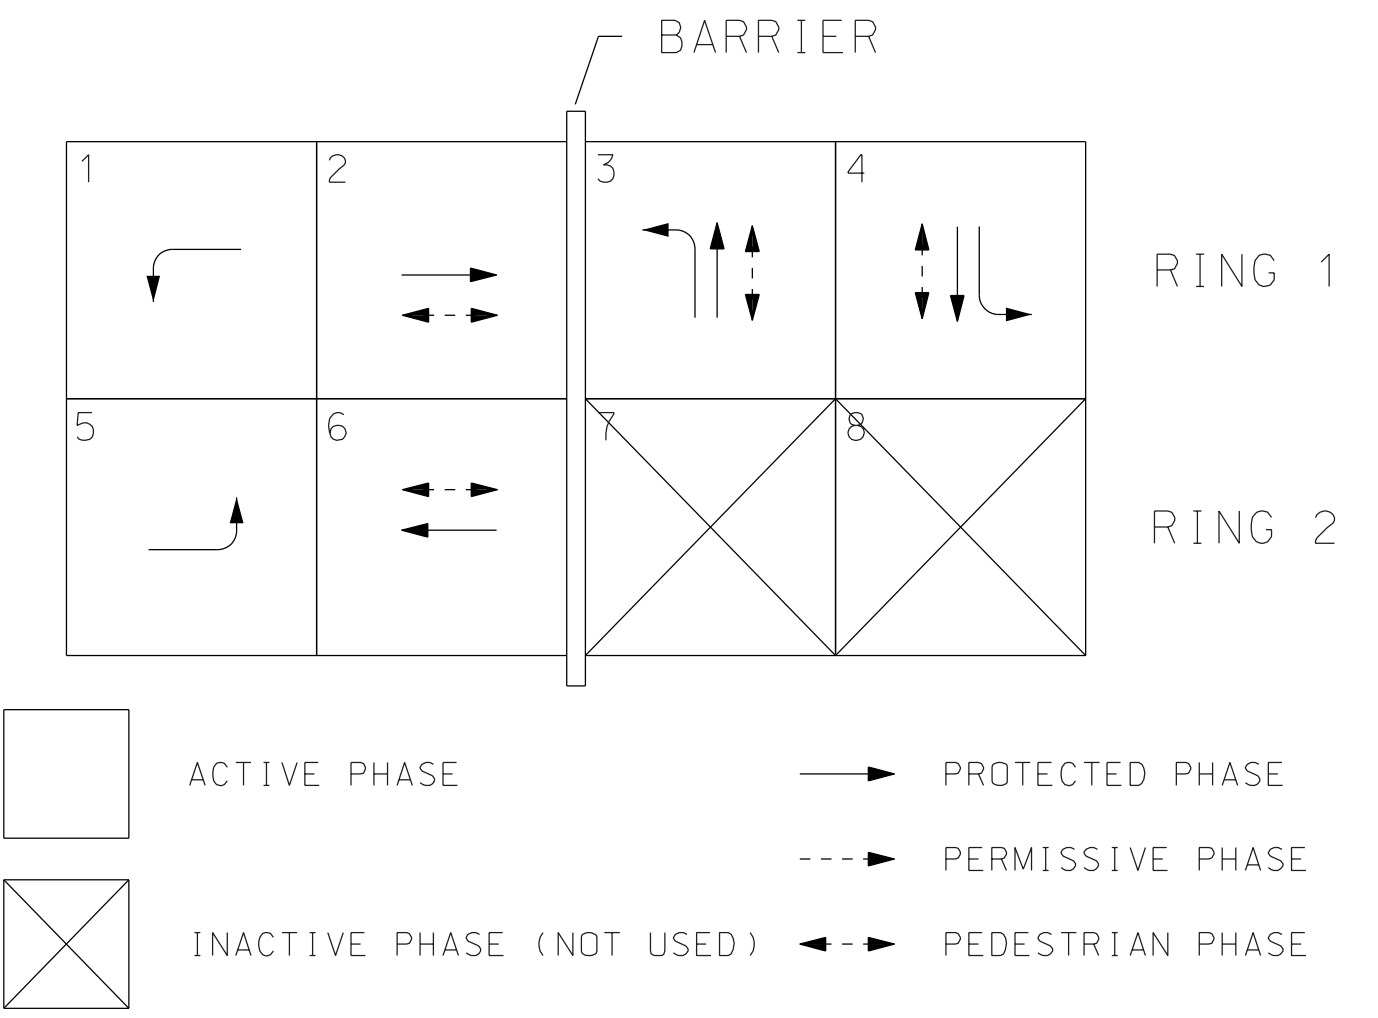 BARRIER
1 2 3 4
RING 1
5 6 7 8
RING 2
ACTIVE PHASE
PROTECTED PHASE
PERMISSIVE PHASE
INACTIVE PHASE (NOT USED)
PEDESTRIAN PHASE